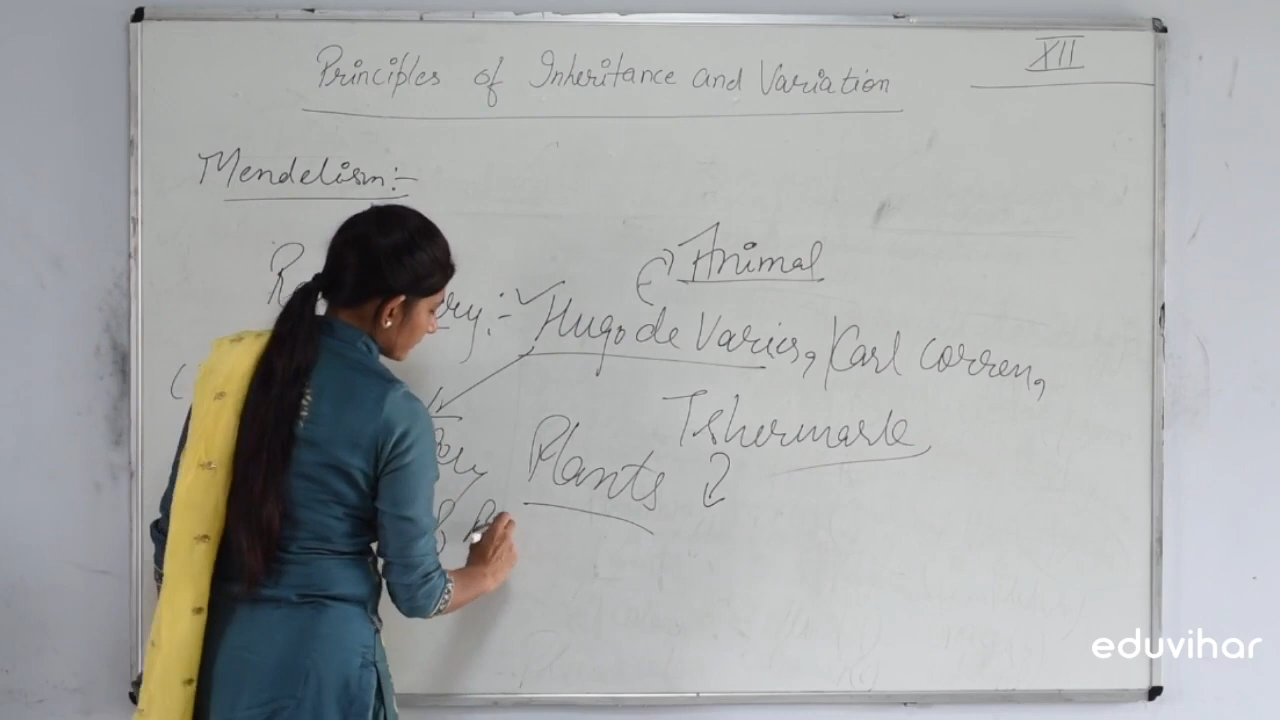 Principles of Inheritance and Variation
XII
Mendelism:-
Animal
Hugo de Varies, Karl Corren,
Tshermark
Plants
eduvihar